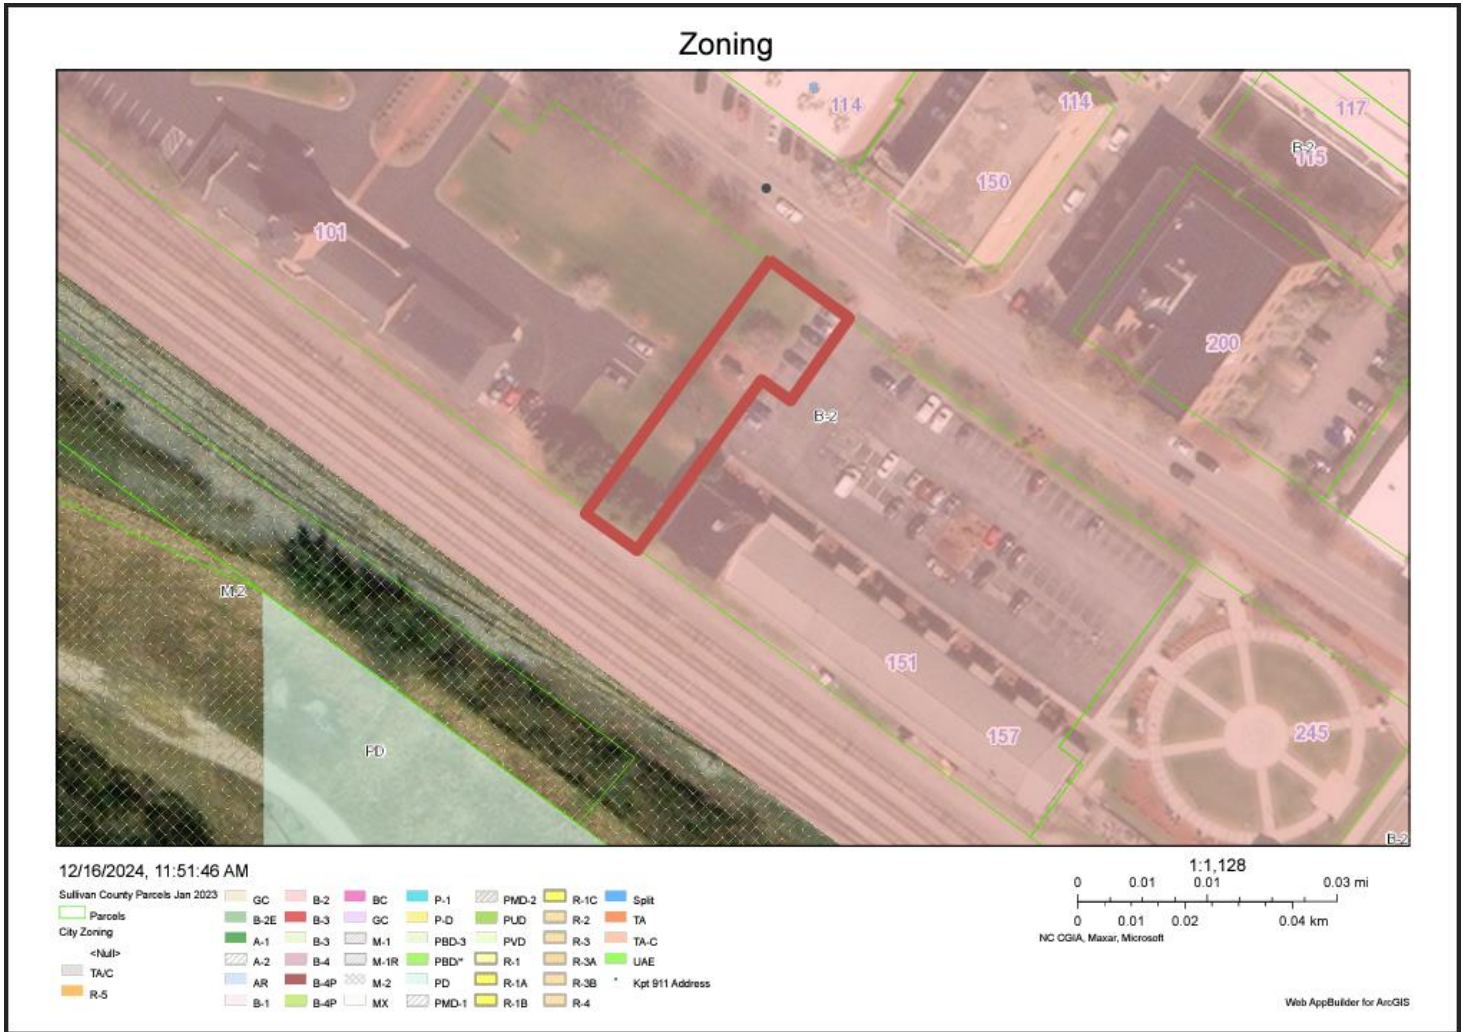 Zoning
114
114
117
B-2
115
150
101
200
B-2
M-2
151
157
245
PD
B-2
12/16/2024, 11:51:46 AM
Sullivan County Parcels Jan 2023
Parcels
City Zoning
<Null>
TA/C
R-5
GC
B-2E
A-1
A-2
AR
B-1
B-2
B-3
B-3
B-4
B-4P
B-4P
BC
GC
M-1
M-1R
M-2
MX
P-1
P-D
PBD-3
PBD/*
PD
PMD-1
PMD-2
PUD
PVD
R-1
R-1A
R-1B
R-1C
R-2
R-3
R-3A
R-3B
R-4
Split
TA
TA-C
UAE
Kpt 911 Address
1:1,128
0 0.01 0.01 0.03 mi
0 0.01 0.02 0.04 km
NC CGIA, Maxar, Microsoft
Web AppBuilder for ArcGIS